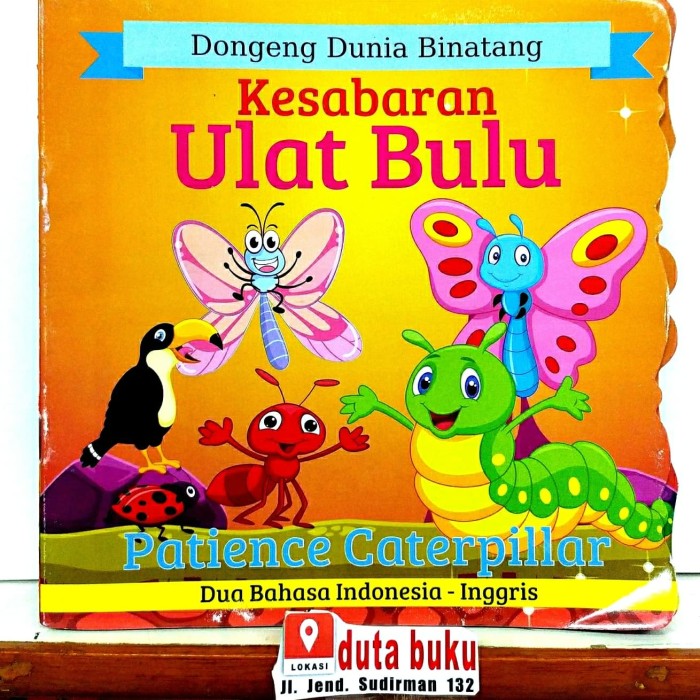 Dongeng Dunia Binatang
Kesabaran
Ulat Bulu
Patience Caterpillar
Dua Bahasa Indonesia - Inggris
LOKASI
duta buku
Jl. Jend. Sudirman 132